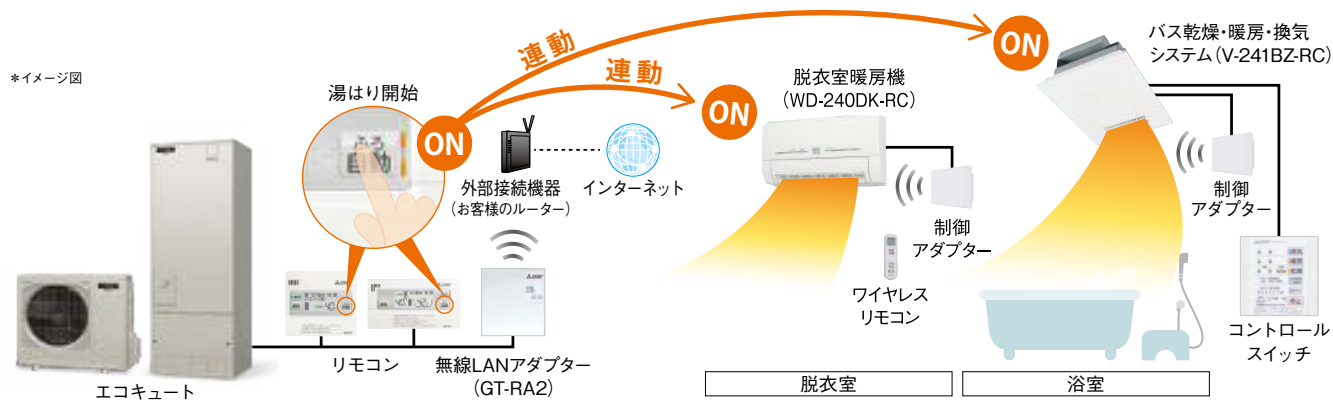 *イメージ図
湯はり開始
ON
連動
連動
ON
ON
外部接続機器
(お客様のルーター)
インターネット
脱衣室暖房機
(WD-240DK-RC)
バス乾燥・暖房・換気
システム(V-241BZ-RC)
制御
アダプター
制御
アダプター
ワイヤレス
リモコン
コントロール
スイッチ
エコキュート
リモコン
無線LANアダプター
(GT-RA2)
脱衣室
浴室